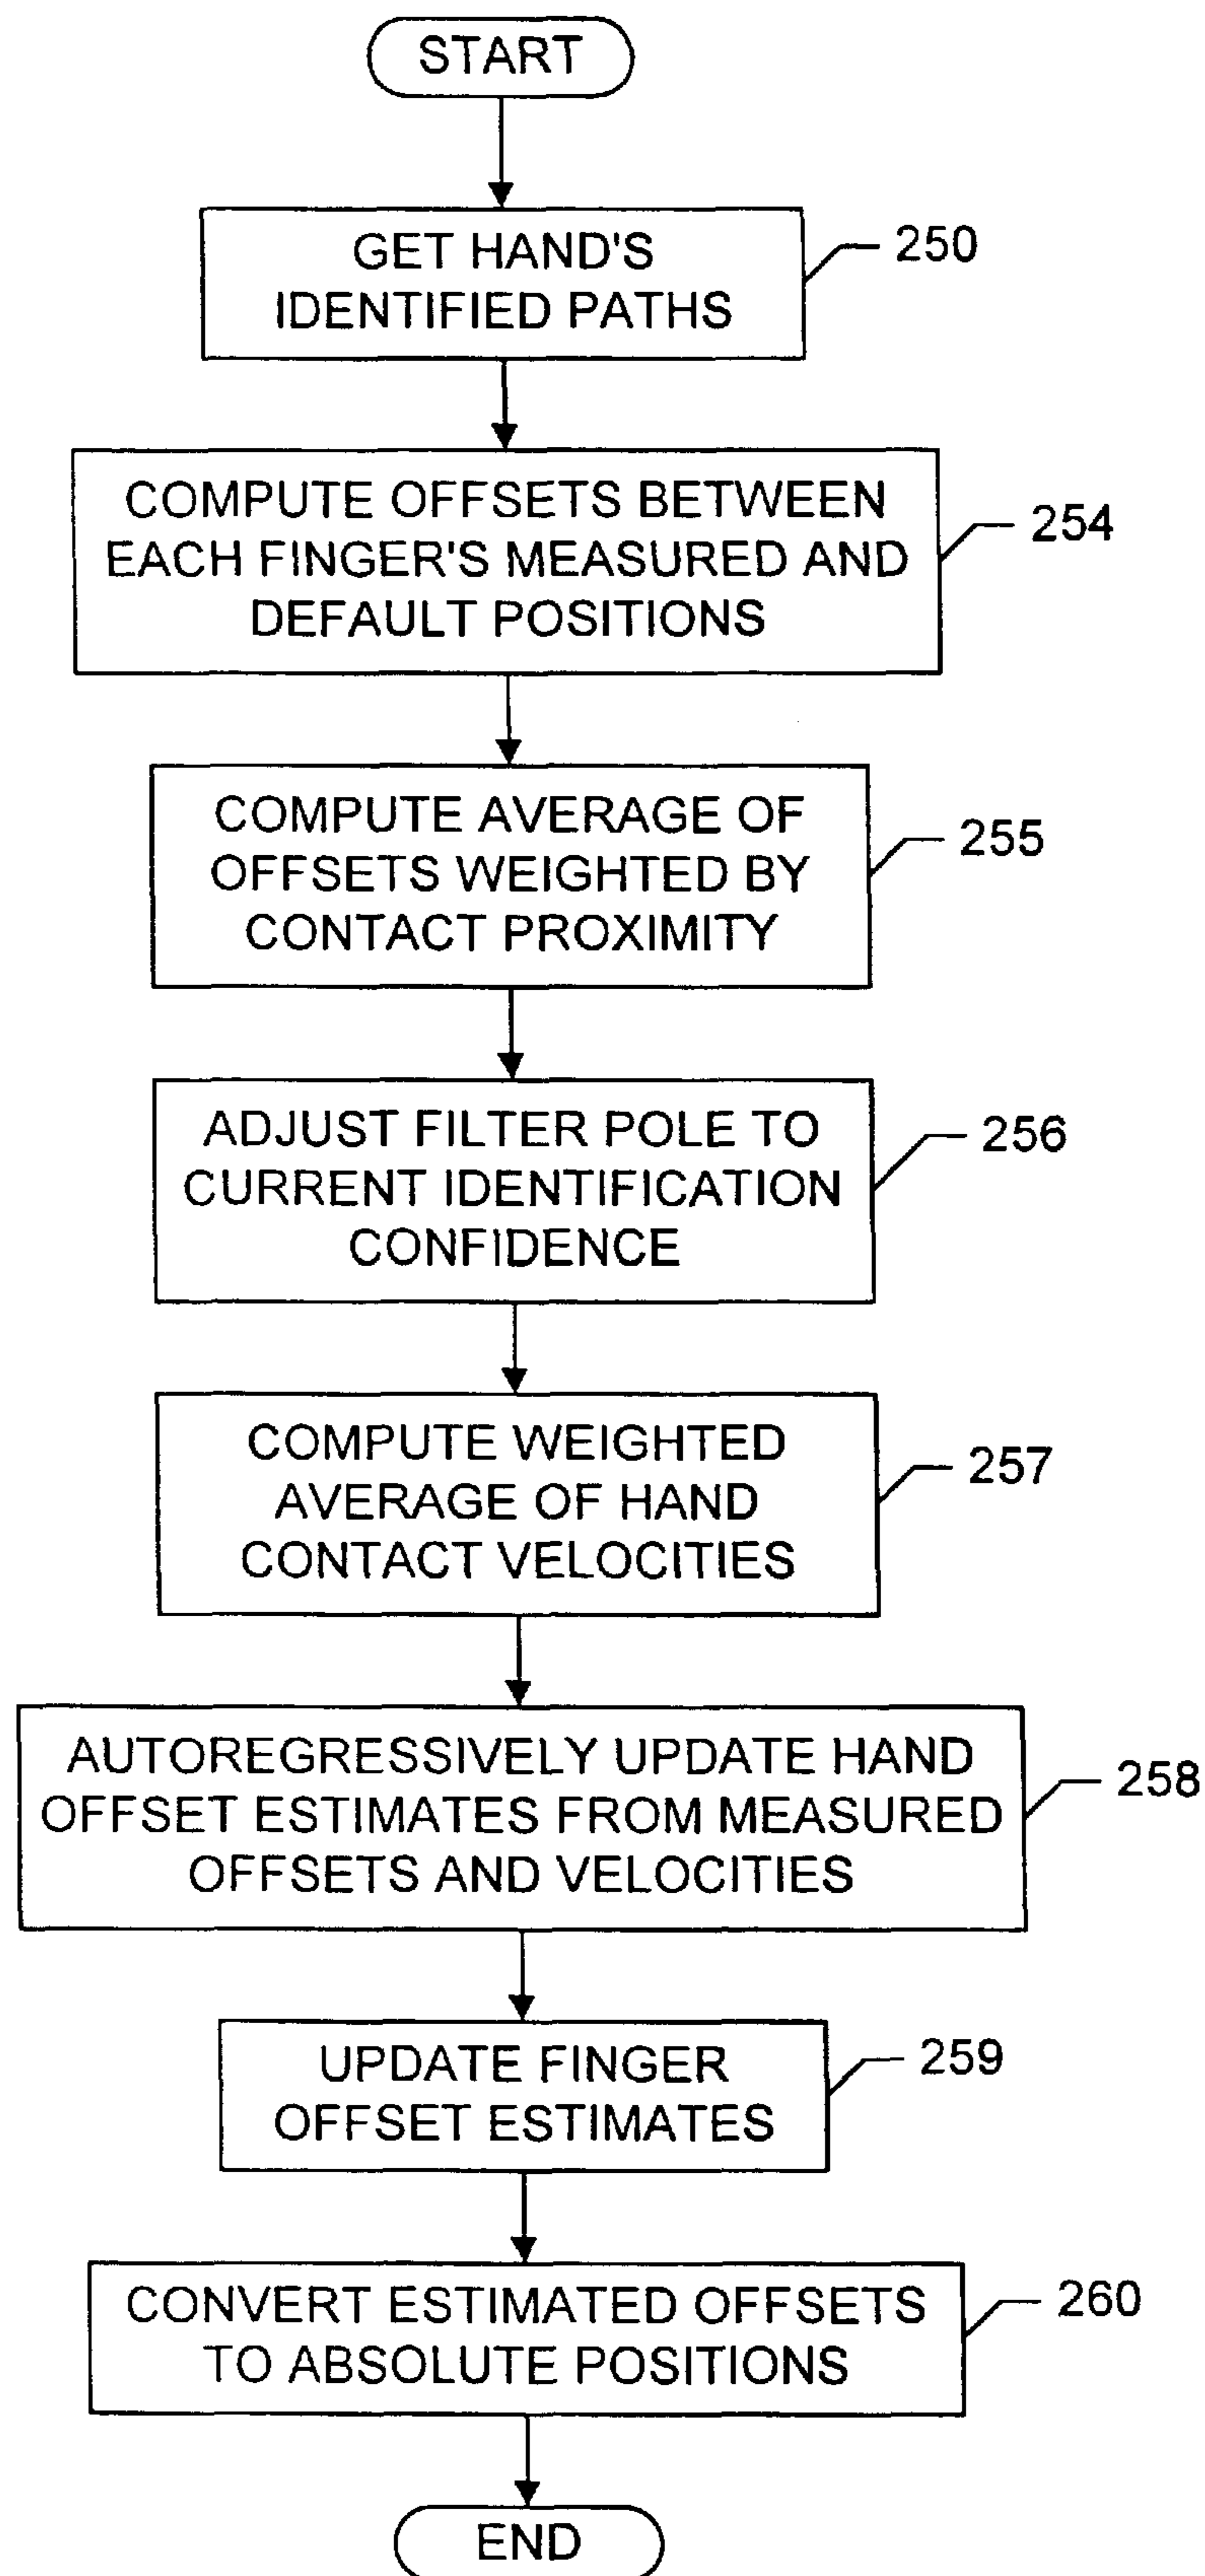 START
GET HAND'S
IDENTIFIED PATHS
250
COMPUTE OFFSETS BETWEEN
EACH FINGER'S MEASURED AND
DEFAULT POSITIONS
254
COMPUTE AVERAGE OF
OFFSETS WEIGHTED BY
CONTACT PROXIMITY
255
ADJUST FILTER POLE TO
CURRENT IDENTIFICATION
CONFIDENCE
256
COMPUTE WEIGHTED
AVERAGE OF HAND
CONTACT VELOCITIES
257
AUTOREGRESSIVELY UPDATE HAND
OFFSET ESTIMATES FROM MEASURED
OFFSETS AND VELOCITIES
258
UPDATE FINGER
OFFSET ESTIMATES
259
CONVERT ESTIMATED OFFSETS
TO ABSOLUTE POSITIONS
260
END